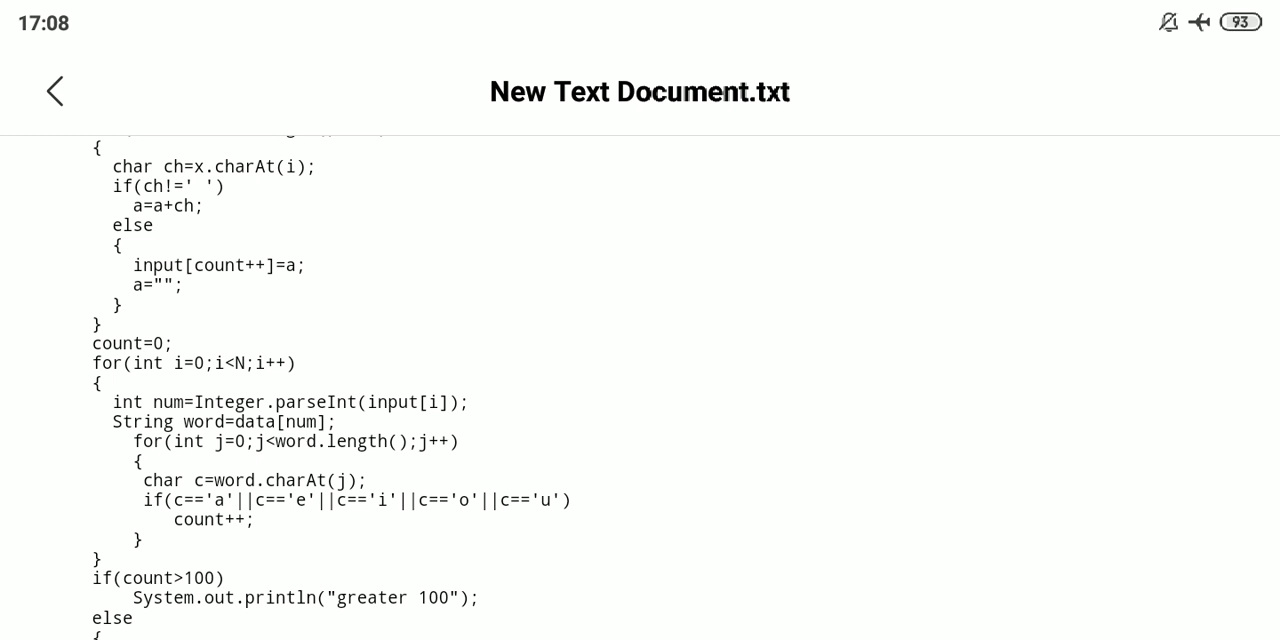 17:08
93
New Text Document.txt
{
char ch=x.charAt(i);
if(ch!=' ')
a=a+ch;
else
{
input[count++]=a;
a="";
}
}
count=0;
for(int i=0;i<N;i++)
{
int num=Integer.parseInt(input[i]);
String word=data[num];
for(int j=0;j<word.length();j++)
{
char c=word.charAt(j);
if(c=='a'||c=='e'||c=='i'||c=='o'||c=='u')
count++;
}
}
if(count>100)
System.out.println("greater 100");
else
{